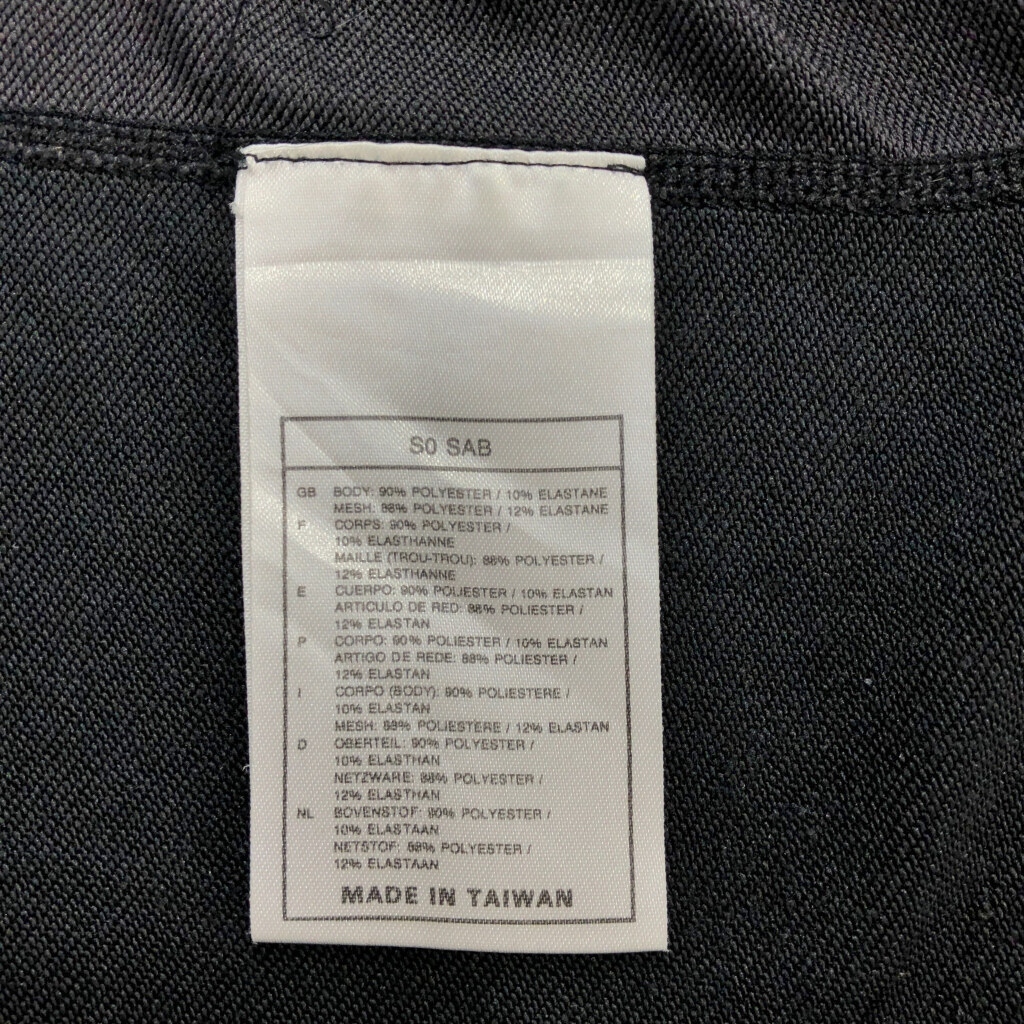 S0 SAB
GB BODY: 90% POLYESTER / 10% ELASTANE
MESH: 88% POLYESTER / 12% ELASTANE
F CORPS: 90% POLYESTER /
10% ELASTHANNE
MAILLE (TROU-TROU): 88% POLYESTER /
12% ELASTHANNE
E CUERPO: 90% POLIESTER / 10% ELASTAN
ARTICULO DE RED: 88% POLIESTER /
12% ELASTAN
P CORPO: 90% POLIESTER / 10% ELASTAN
ARTIGO DE REDE: 88% POLIESTER /
12% ELASTAN
I CORPO (BODY): 90% POLIESTERE /
10% ELASTAN
MESH: 88% POLIESTERE / 12% ELASTAN
D OBERTEIL: 90% POLYESTER /
10% ELASTHAN
NETZWARE: 88% POLYESTER /
12% ELASTHAN
NL BOVENSTOF: 90% POLYESTER /
10% ELASTAAN
NETSTOF: 88% POLYESTER /
12% ELASTAAN
MADE IN TAIWAN